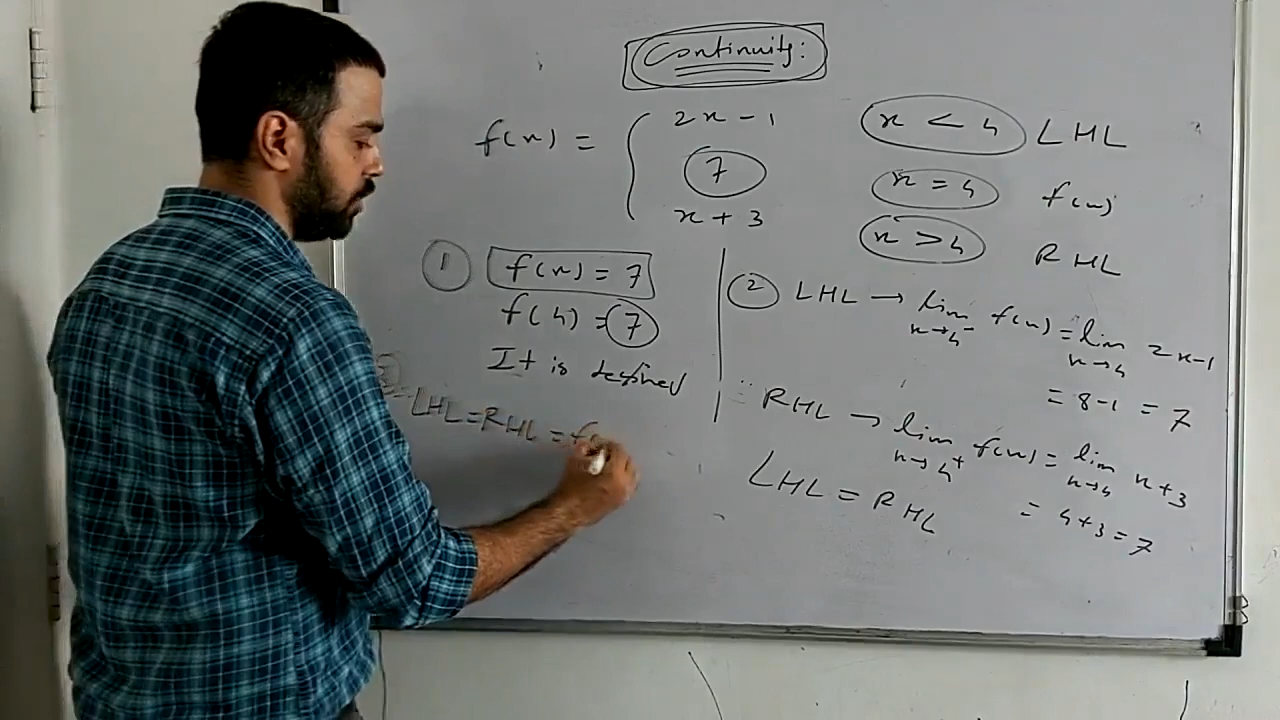 Continuity:
f(x) = { 2x - 1 x < 4 LHL
7 x = 4 f(x)
x + 3 x > 4 RHL
1 f(x) = 7
f(4) = 7
It is defined
2 LHL → lim x→4⁻ f(x) = lim x→4 2x-1
= 8-1 = 7
RHL → lim x→4⁺ f(x) = lim x→4 x+3
= 4+3 = 7
LHL = RHL
3 LHL = RHL = f